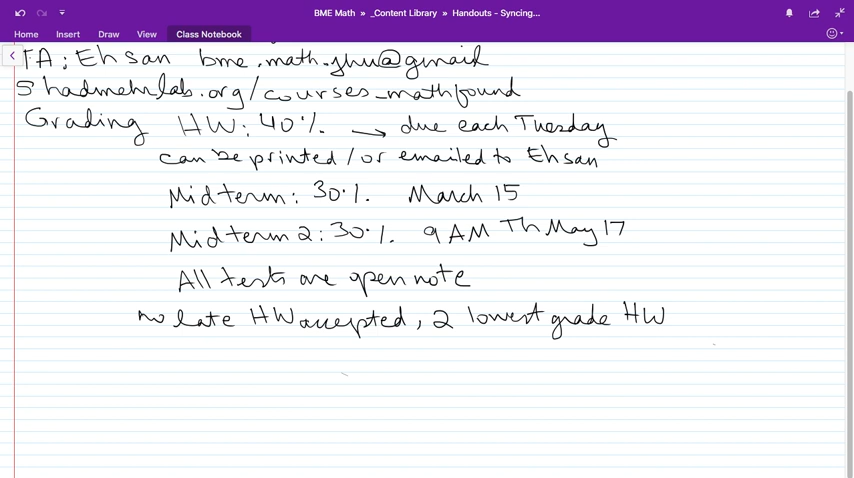 BME Math » _Content Library » Handouts - Syncing...
Home Insert Draw View Class Notebook
TA: Ehsan bme.math.jhu@gmail
shadmehrlab.org/courses_mathfound
Grading HW: 40% → due each Tuesday
can be printed/or emailed to Ehsan
Midterm: 30%. March 15
Midterm 2: 30%. 9 AM Th May 17
All tests are open note
no late HW accepted, 2 lowest grade HW